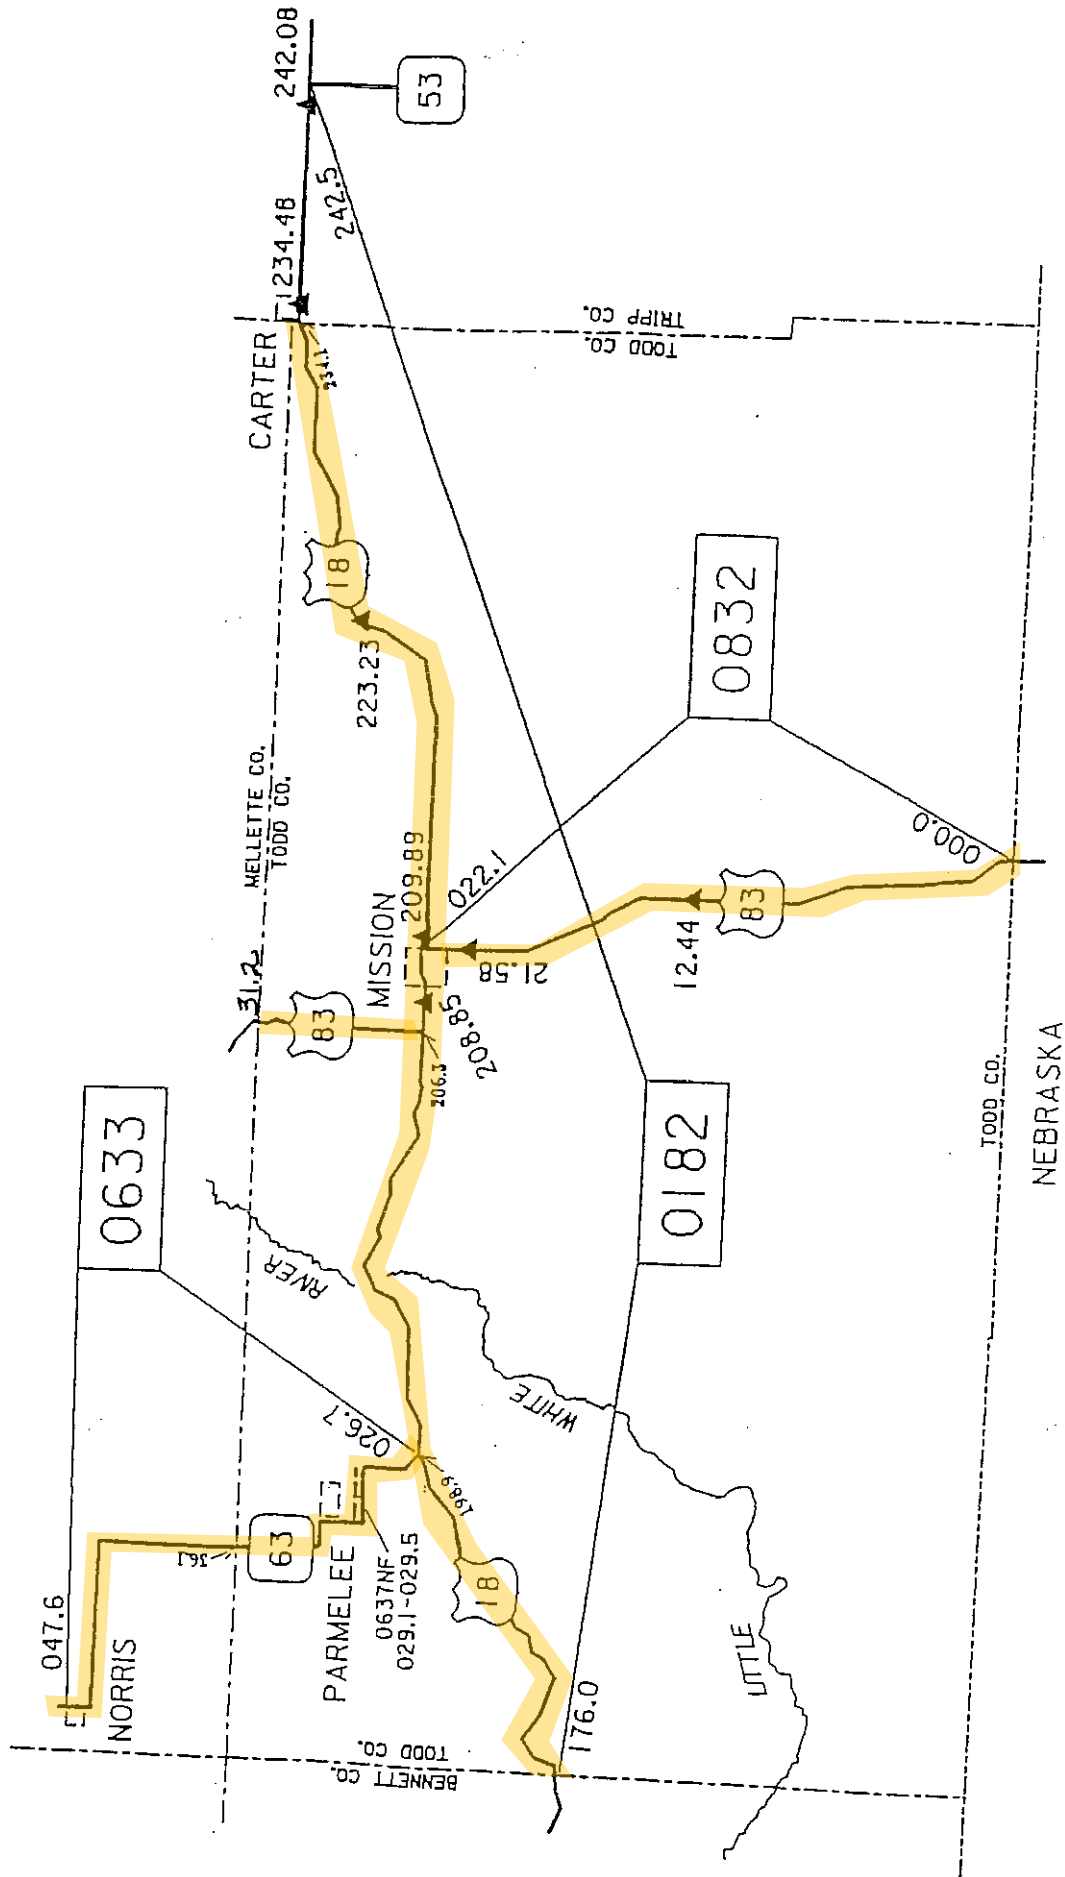 047.6
NORRIS
BENNETT CO.
TODD CO.
36.1
63
PARMELEE
0637NF
029.1-029.5
026.7
0633
198.9
18
176.0
RIVER
WHITE
LITTLE
31.2
83
MELLETTE CO.
TODD CO.
MISSION
206.3
208.85
209.89
022.1
21.58
12.44
83
000.0
0832
0182
TODD CO.
NEBRASKA
223.23
18
CARTER
234.1
234.48
242.08
242.5
53
TODD CO.
TRIPP CO.